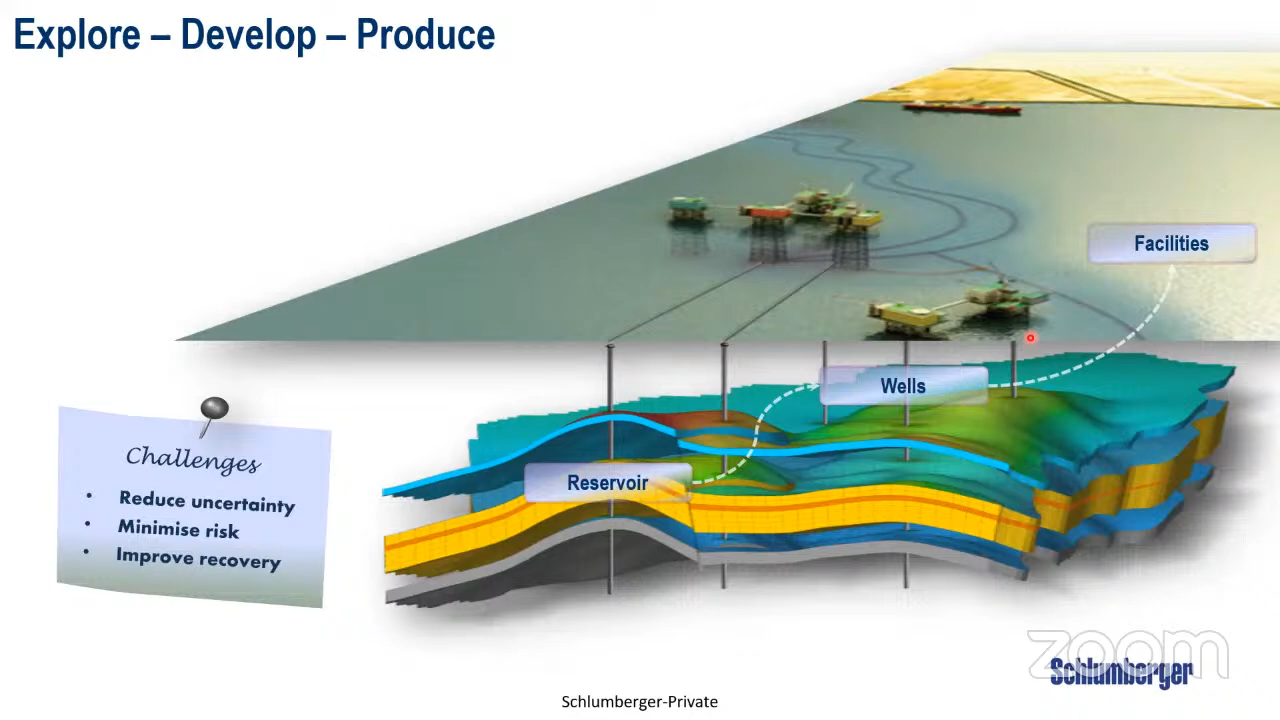 Explore – Develop – Produce
Facilities
Wells
Reservoir
Challenges
• Reduce uncertainty
• Minimise risk
• Improve recovery
zoom
Schlumberger
Schlumberger-Private